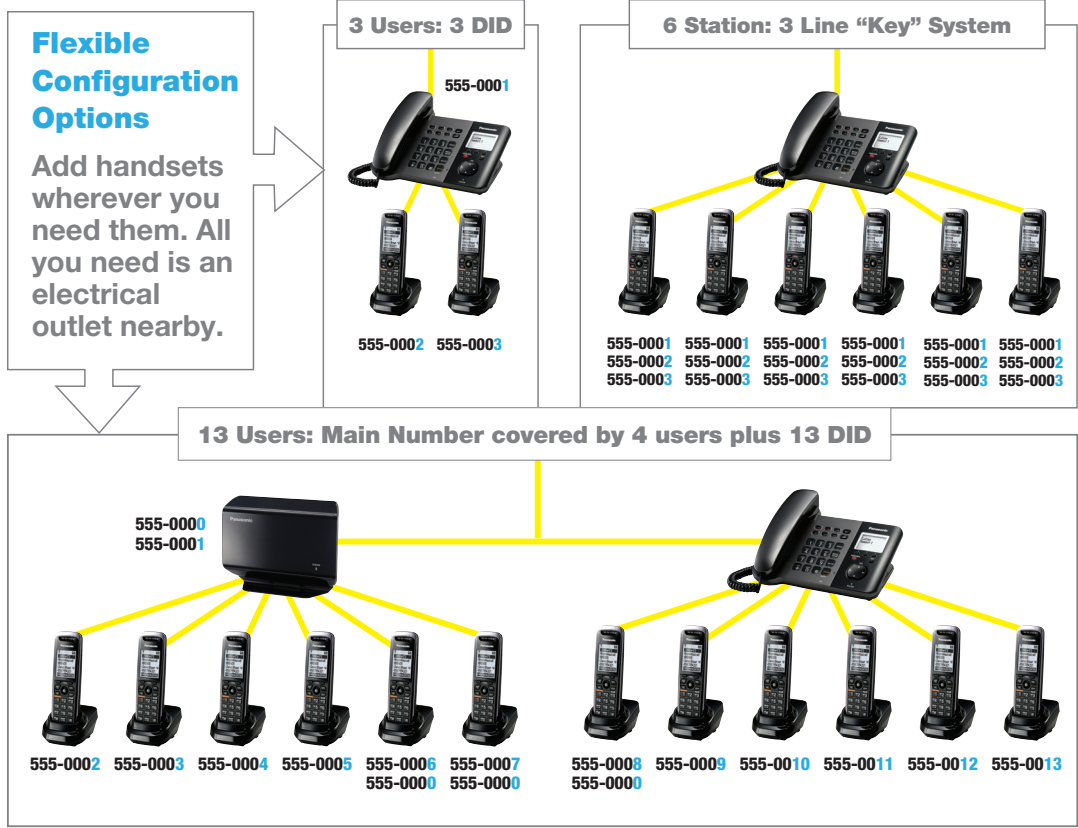 Flexible
Configuration
Options
Add handsets
wherever you
need them. All
you need is an
electrical
outlet nearby.
3 Users: 3 DID
555-0001
Panasonic
555-0002 555-0003
6 Station: 3 Line “Key” System
Panasonic
555-0001 555-0001 555-0001 555-0001 555-0001 555-0001
555-0002 555-0002 555-0002 555-0002 555-0002 555-0002
555-0003 555-0003 555-0003 555-0003 555-0003 555-0003
13 Users: Main Number covered by 4 users plus 13 DID
555-0000
555-0001
Panasonic
Panasonic
555-0002 555-0003 555-0004 555-0005 555-0006 555-0007
555-0000 555-0000
555-0008 555-0009 555-0010 555-0011 555-0012 555-0013
555-0000